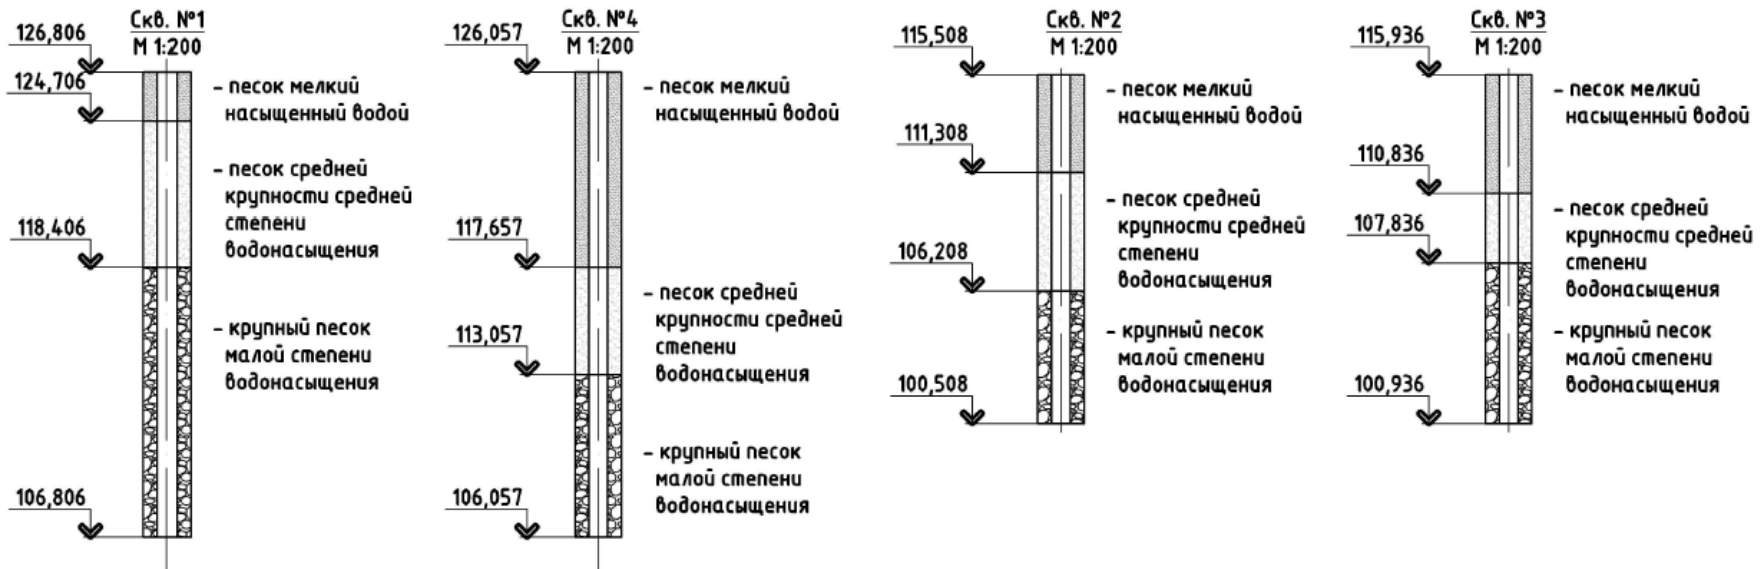 Скв. №1
М 1:200
126,806
124,706
118,406
106,806
- песок мелкий
насыщенный водой
- песок средней
крупности средней
степени
водонасыщения
- крупный песок
малой степени
водонасыщения
Скв. №4
М 1:200
126,057
117,657
113,057
106,057
- песок мелкий
насыщенный водой
- песок средней
крупности средней
степени
водонасыщения
- крупный песок
малой степени
водонасыщения
Скв. №2
М 1:200
115,508
111,308
106,208
100,508
- песок мелкий
насыщенный водой
- песок средней
крупности средней
степени
водонасыщения
- крупный песок
малой степени
водонасыщения
Скв. №3
М 1:200
115,936
110,836
107,836
100,936
- песок мелкий
насыщенный водой
- песок средней
крупности средней
степени
водонасыщения
- крупный песок
малой степени
водонасыщения